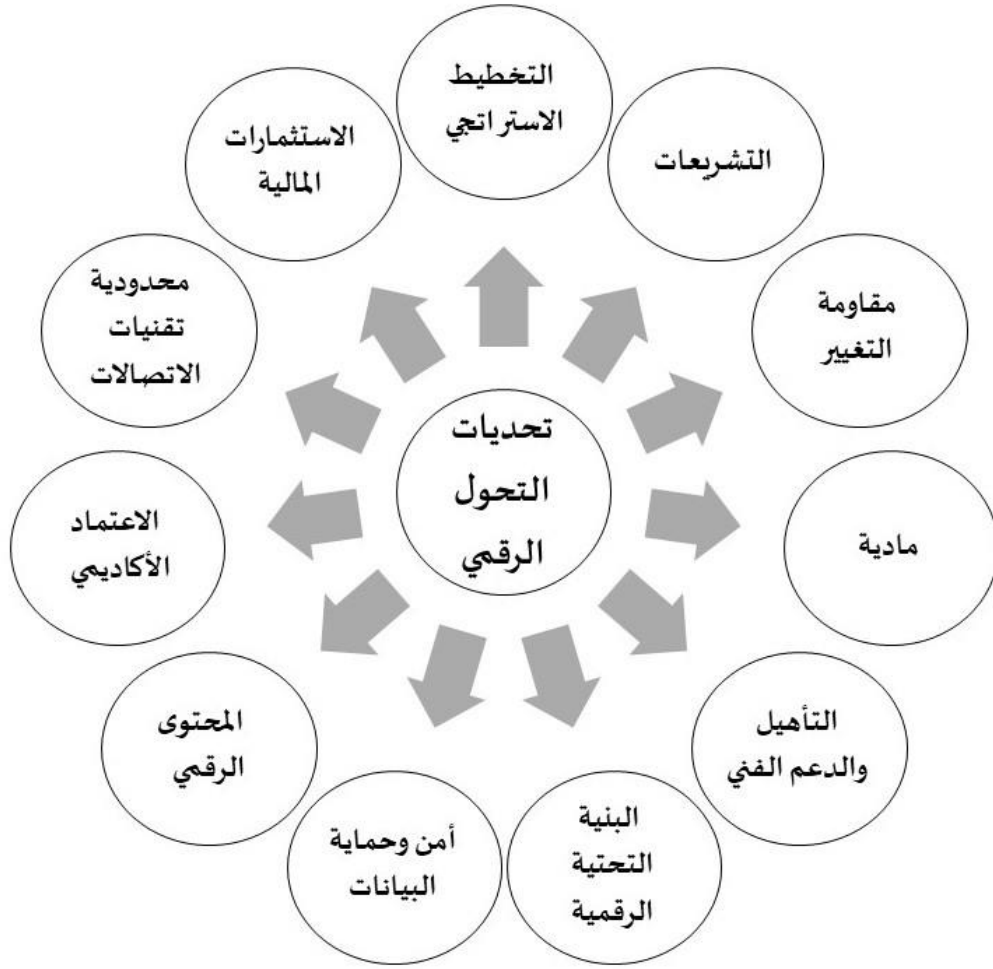 تحديات
التحول
الرقمي
التخطيط
الاستراتجي
التشريعات
مقاومة
التغيير
مادية
التأهيل
والدعم الفني
البنية
التحتية
الرقمية
أمن وحماية
البيانات
المحتوى
الرقمي
الاعتماد
الأكاديمي
محدودية
تقنيات
الاتصالات
الاستثمارات
المالية